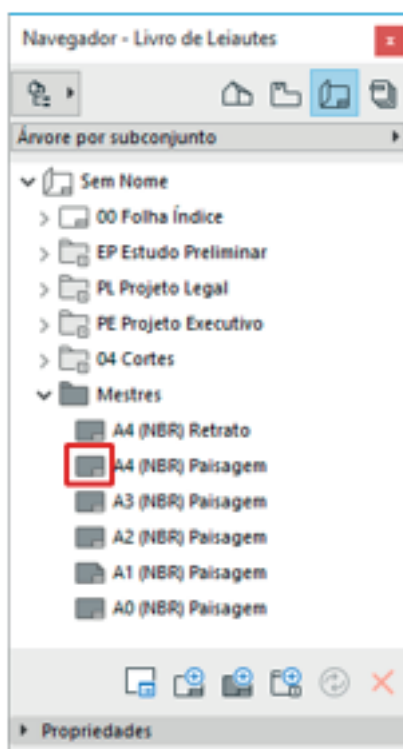 Navegador - Livro de Leiautes
Árvore por subconjunto
Sem Nome
00 Folha Índice
EP Estudo Preliminar
PL Projeto Legal
PE Projeto Executivo
04 Cortes
Mestres
A4 (NBR) Retrato
A4 (NBR) Paisagem
A3 (NBR) Paisagem
A2 (NBR) Paisagem
A1 (NBR) Paisagem
A0 (NBR) Paisagem
Propriedades